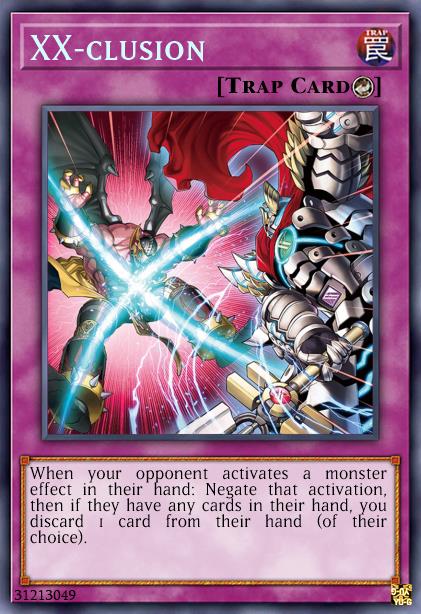 XX-CLUSION
TRAP
罠
[TRAP CARD]
When your opponent activates a monster
effect in their hand: Negate that activation,
then if they have any cards in their hand, you
discard 1 card from their hand (of their
choice).
31213049